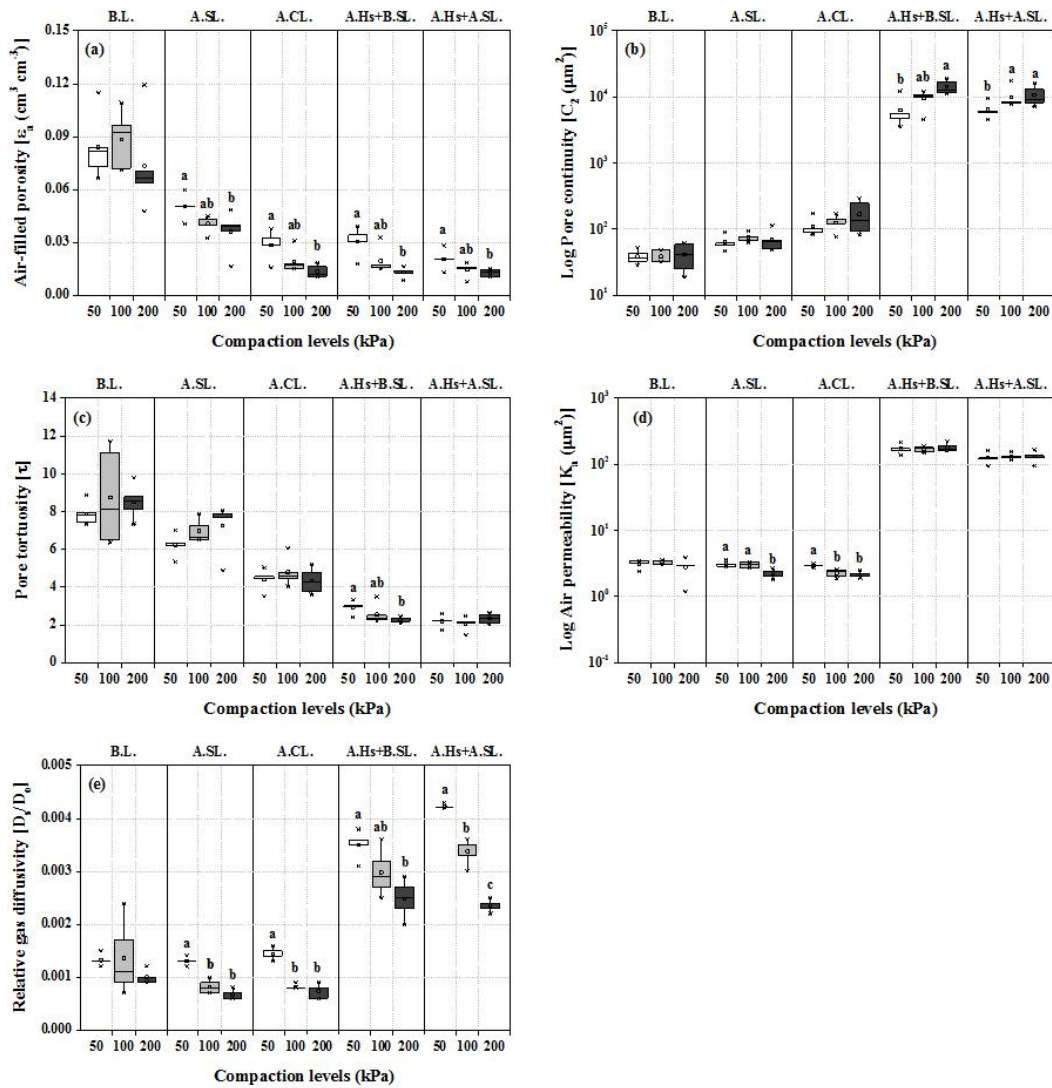 B.L. A.SL. A.CL. A.Hs+B.SL. A.Hs+A.SL.
(a)
Air-filled porosity [εa (cm3 cm-3)]
0.15
0.12
0.09
0.06
0.03
0.00
a ab b
a ab b
a ab b
a ab b
50 100 200 50 100 200 50 100 200 50 100 200 50 100 200
Compaction levels (kPa)
B.L. A.SL. A.CL. A.Hs+B.SL. A.Hs+A.SL.
(b)
Log Pore continuity [C2 (µm2)]
10^5
10^4
10^3
10^2
10^1
b ab a
b a a
50 100 200 50 100 200 50 100 200 50 100 200 50 100 200
Compaction levels (kPa)
B.L. A.SL. A.CL. A.Hs+B.SL. A.Hs+A.SL.
(c)
Pore tortuosity [τ]
14
12
10
8
6
4
2
0
a ab b
50 100 200 50 100 200 50 100 200 50 100 200 50 100 200
Compaction levels (kPa)
B.L. A.SL. A.CL. A.Hs+B.SL. A.Hs+A.SL.
(d)
Log Air permeability [Ka (µm2)]
10^3
10^2
10^1
10^0
10^-1
a a b
a b b
50 100 200 50 100 200 50 100 200 50 100 200 50 100 200
Compaction levels (kPa)
B.L. A.SL. A.CL. A.Hs+B.SL. A.Hs+A.SL.
(e)
Relative gas diffusivity [Ds/Do]
0.005
0.004
0.003
0.002
0.001
0.000
a b b
a b b
a ab b
a b c
50 100 200 50 100 200 50 100 200 50 100 200 50 100 200
Compaction levels (kPa)